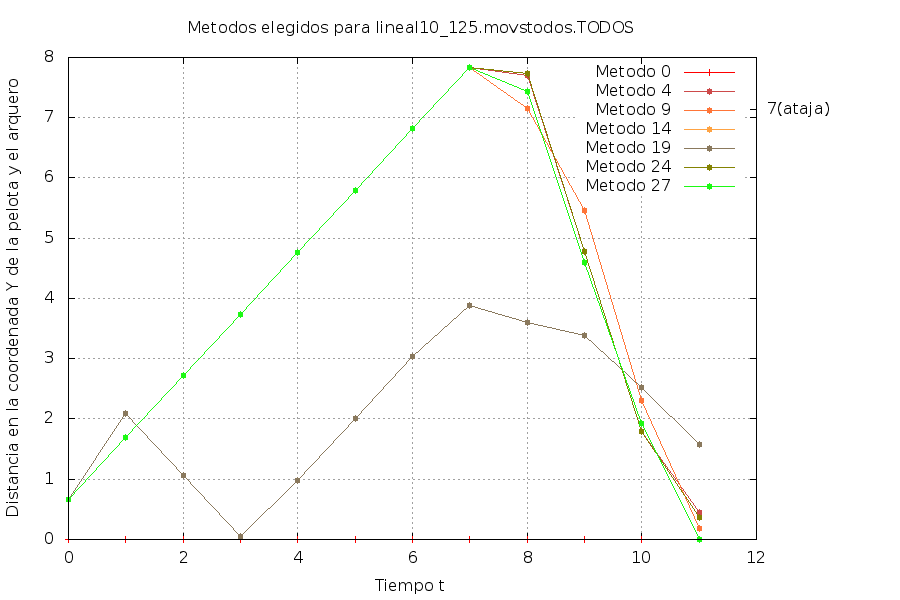 Metodos elegidos para lineal10_125.movstodos.TODOS
Distancia en la coordenada Y de la pelota y el arquero
8
7
6
5
4
3
2
1
0
Metodo 0
Metodo 4
Metodo 9
Metodo 14
Metodo 19
Metodo 24
Metodo 27
7(ataja)
0 2 4 6 8 10 12
Tiempo t